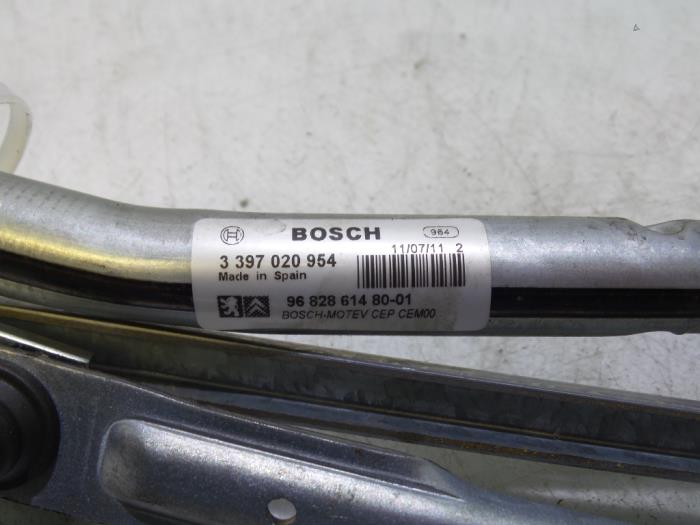 BOSCH 984
11/07/11 2
3 397 020 954
Made in Spain
96 828 614 80-01
BOSCH-MOTEV CEP CEM00